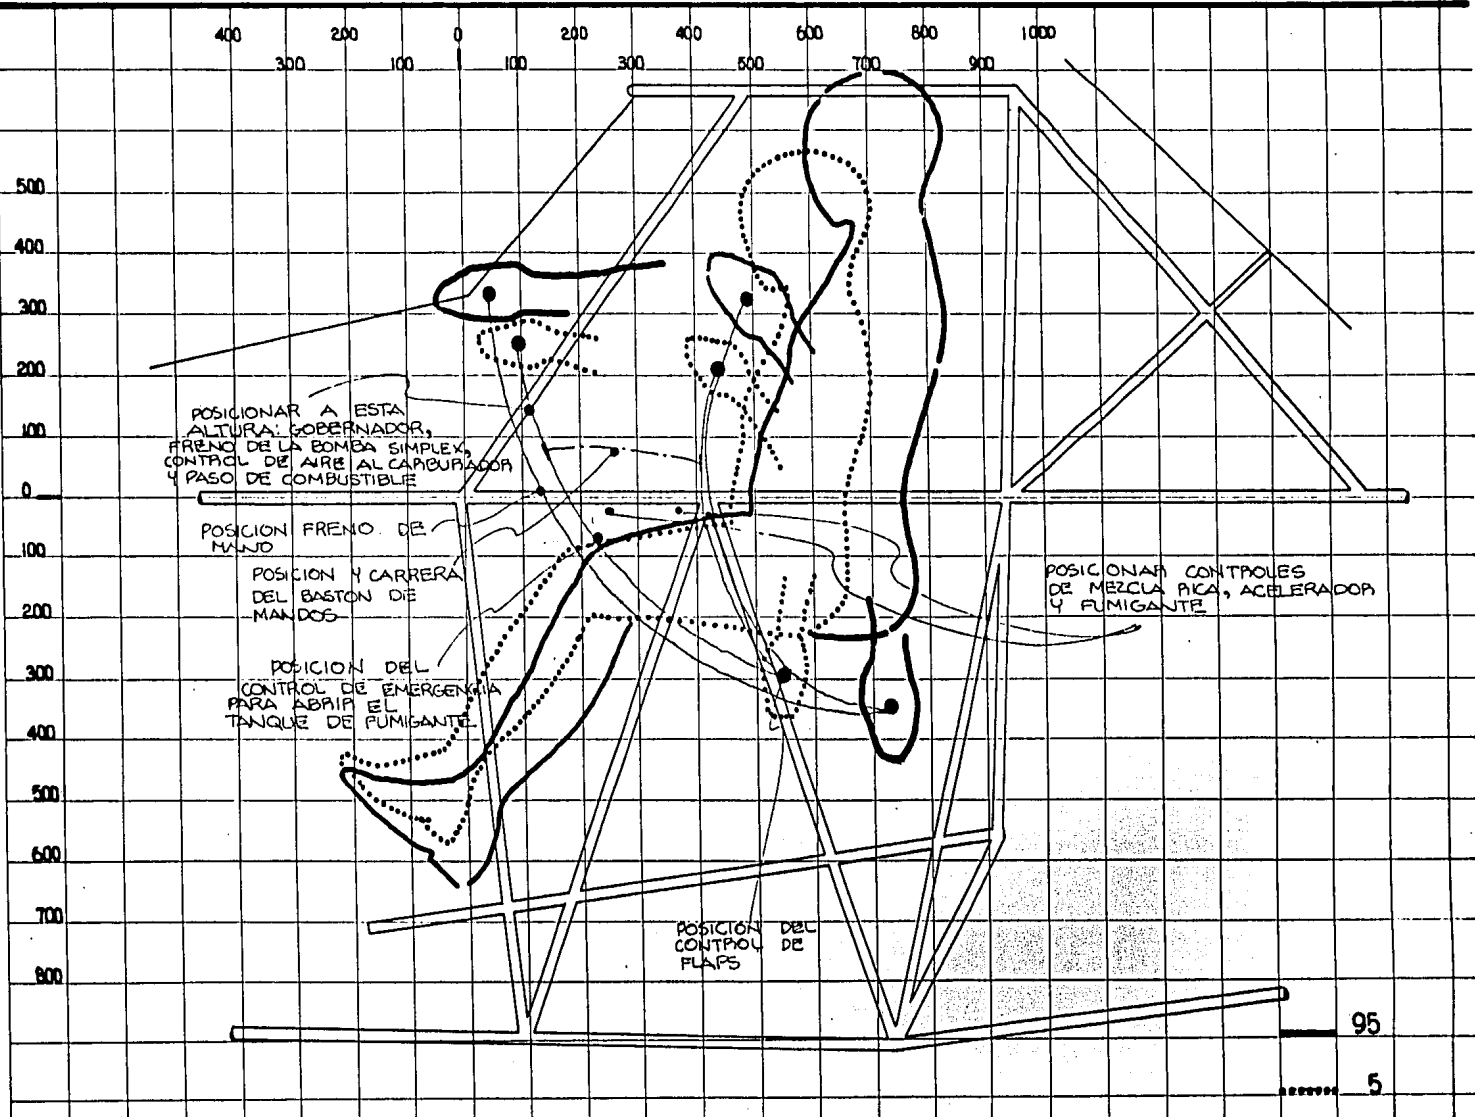 400 200 0 200 400 600 800 1000
300 100 100 300 500 700 900
500
400
300
200
100
0
100
200
300
400
500
600
700
800
POSICIONAR A ESTA
ALTURA: GOBERNADOR,
FRENO DE LA BOMBA SIMPLEX,
CONTROL DE AIRE AL CARBURADOR
Y PASO DE COMBUSTIBLE
POSICION FRENO DE
MANO
POSICION Y CARRERA
DEL BASTON DE
MANDOS
POSICION DEL
CONTROL DE EMERGENCIA
PARA ABRIR EL
TANQUE DE FUMIGANTE
POSICIONAR CONTROLES
DE MEZCLA RICA, ACELERADOR
Y FUMIGANTE
POSICION DEL
CONTROL DE
FLAPS
95
5